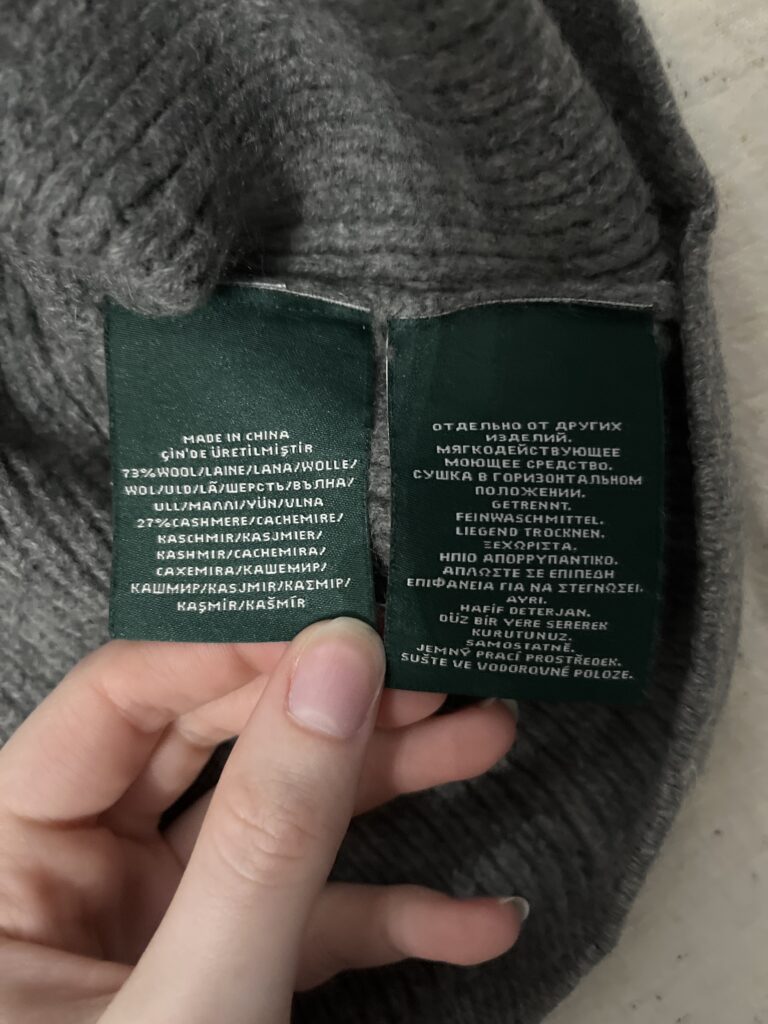 MADE IN CHINA
ÇİN'DE ÜRETİLMİŞTİR
73%WOOL/LAINE/LANA/WOLLE/
WOL/ULD/LÃ/ШЕРСТЬ/ВЪЛНА/
ULL/ΜΑΛΛΙ/YÜN/VLNA
27%CASHMERE/CACHEMIRE/
KASCHMIR/KASJMIER/
KASHMIR/CACHEMIRA/
CAXEMIRA/КАШЕМИР/
КАШМИР/KASJMIR/ΚΑΣΜΙΡ/
KAŞMİR/KAŠMÍR
ОТДЕЛЬНО ОТ ДРУГИХ
ИЗДЕЛИЙ.
МЯГКОДЕЙСТВУЮЩЕЕ
МОЮЩЕЕ СРЕДСТВО.
СУШКА В ГОРИЗОНТАЛЬНОМ
ПОЛОЖЕНИИ.
GETRENNT.
FEINWASCHMITTEL.
LIEGEND TROCKNEN.
ΞΕΧΩΡΙΣΤΑ.
ΗΠΙΟ ΑΠΟΡΡΥΠΑΝΤΙΚΟ.
ΑΠΛΩΣΤΕ ΣΕ ΕΠΙΠΕΔΗ
ΕΠΙΦΑΝΕΙΑ ΓΙΑ ΝΑ ΣΤΕΓΝΩΣΕΙ.
AYRI.
HAFİF DETERJAN.
DÜZ BİR YERE SEREREK
KURUTUNUZ.
SAMOSTATNĚ.
JEMNÝ PRACÍ PROSTŘEDEK.
SUŠTE VE VODOROVNÉ POLOZE.